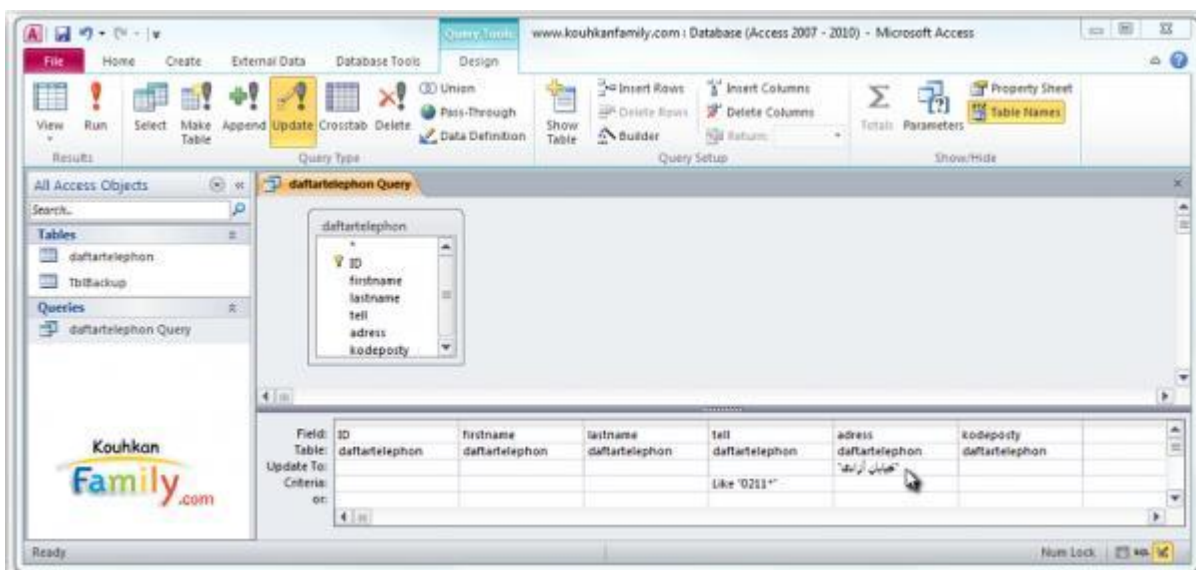 Query Tools
www.kouhkanfamily.com : Database (Access 2007 - 2010) - Microsoft Access
File Home Create External Data Database Tools Design
View Run Select Make Table Append Update Crosstab Delete
Union
Pass-Through
Data Definition
Show Table
Insert Rows
Delete Rows
Builder
Insert Columns
Delete Columns
Return:
Totals Parameters
Property Sheet
Table Names
Results Query Type Query Setup Show/Hide
All Access Objects
Search...
Tables
daftartelephon
TblBackup
Queries
daftartelephon Query
Kouhkan
Family
.com
daftartelephon Query
daftartelephon
*
ID
firstname
lastname
tell
adress
kodeposty
Field: ID firstname lastname tell adress kodeposty
Table: daftartelephon daftartelephon daftartelephon daftartelephon daftartelephon daftartelephon
Update To: "خیابان آزادی"
Criteria: Like "0211*"
or:
Ready
Num Lock
SQL